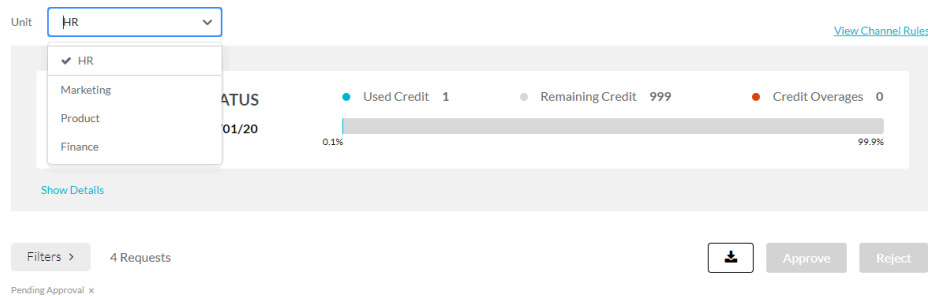 Unit HR
View Channel Rules
HR
Marketing
Product
Finance
ATUS
/01/20
Used Credit 1 Remaining Credit 999 Credit Overages 0
0.1% 99.9%
Show Details
Filters > 4 Requests Approve Reject
Pending Approval ×